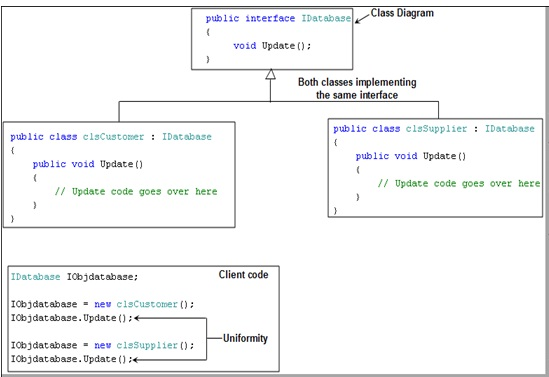 public interface IDatabase
{
void Update();
}
Class Diagram
Both classes implementing
the same interface
public class clsCustomer : IDatabase
{
public void Update()
{
// Update code goes over here
}
}
public class clsSupplier : IDatabase
{
public void Update()
{
// Update code goes over here
}
}
Client code
IDatabase IObjdatabase;
IObjdatabase = new clsCustomer();
IObjdatabase.Update();
Uniformity
IObjdatabase = new clsSupplier();
IObjdatabase.Update();